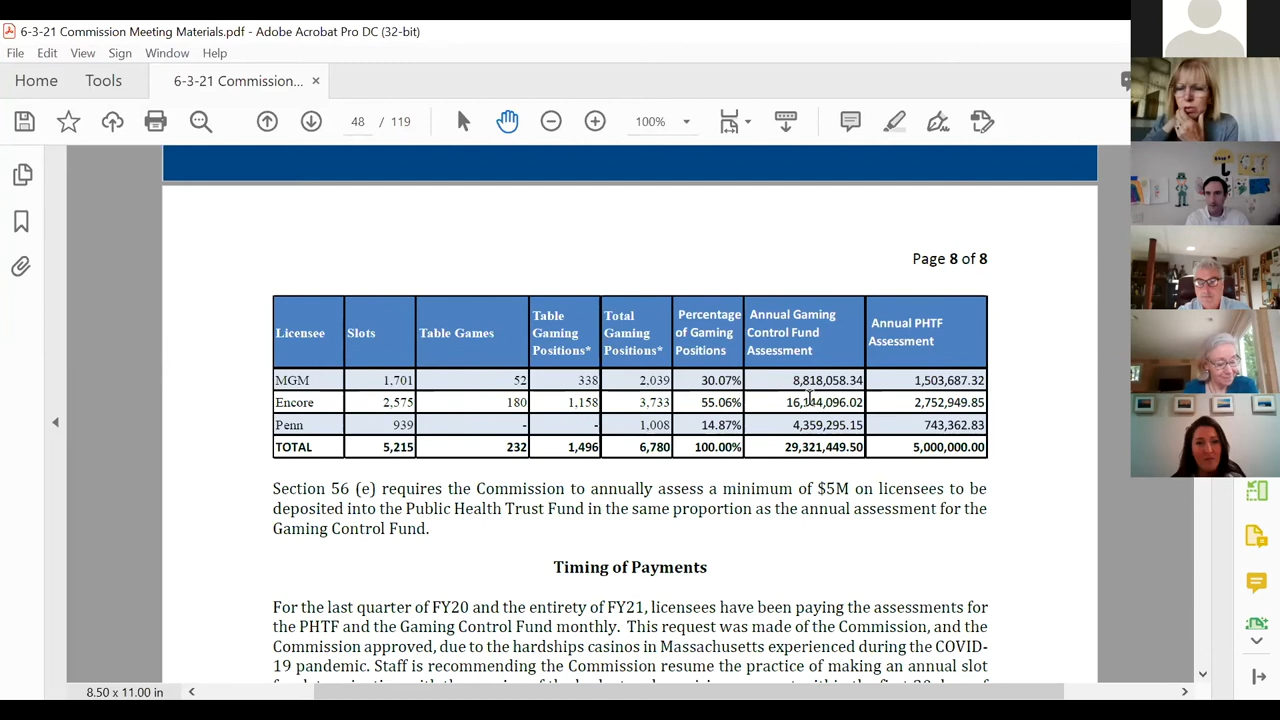 6-3-21 Commission Meeting Materials.pdf - Adobe Acrobat Pro DC (32-bit)
File Edit View Sign Window Help
Home Tools 6-3-21 Commission... ×
48 / 119 100%
Page 8 of 8
Licensee Slots Table Games Table Gaming Positions* Total Gaming Positions* Percentage of Gaming Positions Annual Gaming Control Fund Assessment Annual PHTF Assessment
MGM 1,701 52 338 2,039 30.07% 8,818,058.34 1,503,687.32
Encore 2,575 180 1,158 3,733 55.06% 16,144,096.02 2,752,949.85
Penn 939 - - 1,008 14.87% 4,359,295.15 743,362.83
TOTAL 5,215 232 1,496 6,780 100.00% 29,321,449.50 5,000,000.00
Section 56 (e) requires the Commission to annually assess a minimum of $5M on licensees to be
deposited into the Public Health Trust Fund in the same proportion as the annual assessment for the
Gaming Control Fund.
Timing of Payments
For the last quarter of FY20 and the entirety of FY21, licensees have been paying the assessments for
the PHTF and the Gaming Control Fund monthly. This request was made of the Commission, and the
Commission approved, due to the hardships casinos in Massachusetts experienced during the COVID-
19 pandemic. Staff is recommending the Commission resume the practice of making an annual slot
8.50 x 11.00 in